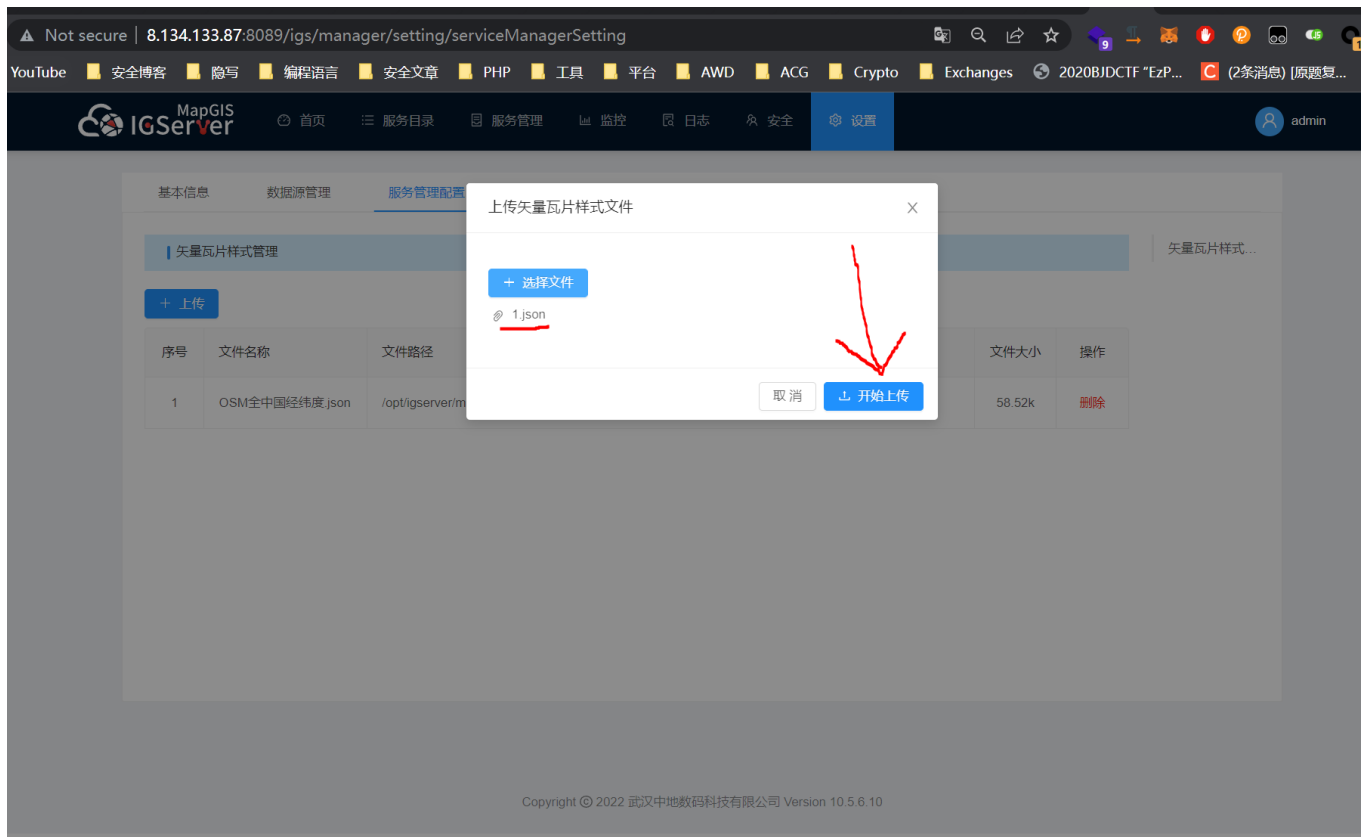 Not secure | 8.134.133.87:8089/igs/manager/setting/serviceManagerSetting
9
1
YouTube 安全博客 隐写 编程语言 安全文章 PHP 工具 平台 AWD ACG Crypto Exchanges 2020BJDCTF "EzP... C (2条消息) [原题复...
MapGIS
IGServer 首页 服务目录 服务管理 监控 日志 安全 设置 admin
基本信息 数据源管理 服务管理配置
上传矢量瓦片样式文件
矢量瓦片样式管理
矢量瓦片样式...
+ 选择文件
+ 上传
1.json
序号 文件名称 文件路径 文件大小 操作
取 消 开始上传
1 OSM全中国经纬度.json /opt/igserver/m 58.52k 删除
Copyright © 2022 武汉中地数码科技有限公司 Version 10.5.6.10